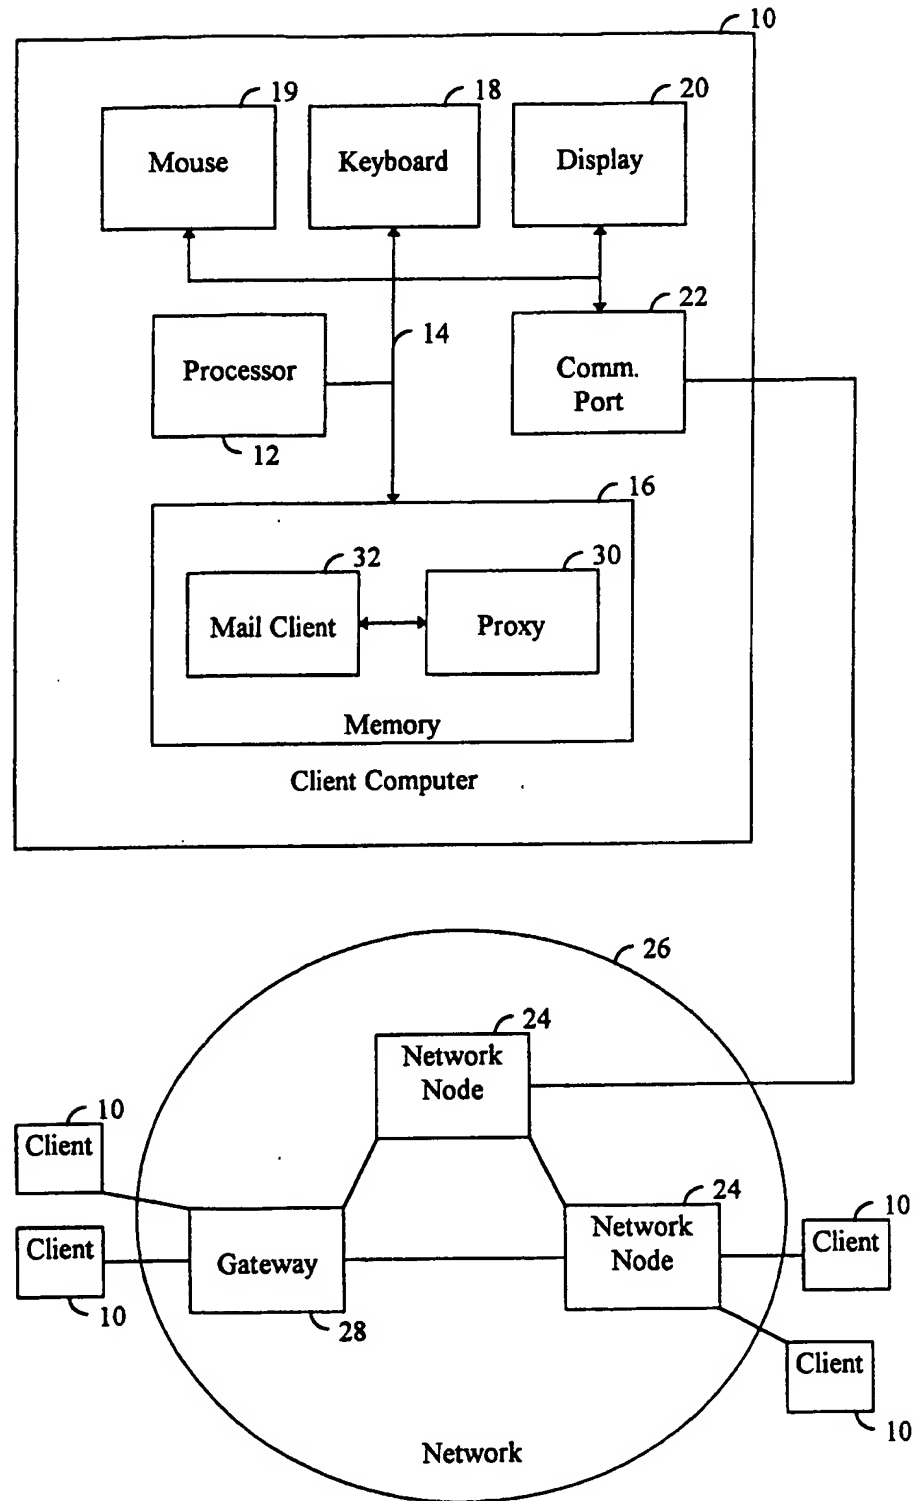 10
19
18
20
Mouse
Keyboard
Display
22
14
Processor
Comm.
Port
12
16
32
30
Mail Client
Proxy
Memory
Client Computer
26
24
Network
Node
10
Client
24
10
Client
Network
Node
Client
Gateway
10
28
Client
10
Network